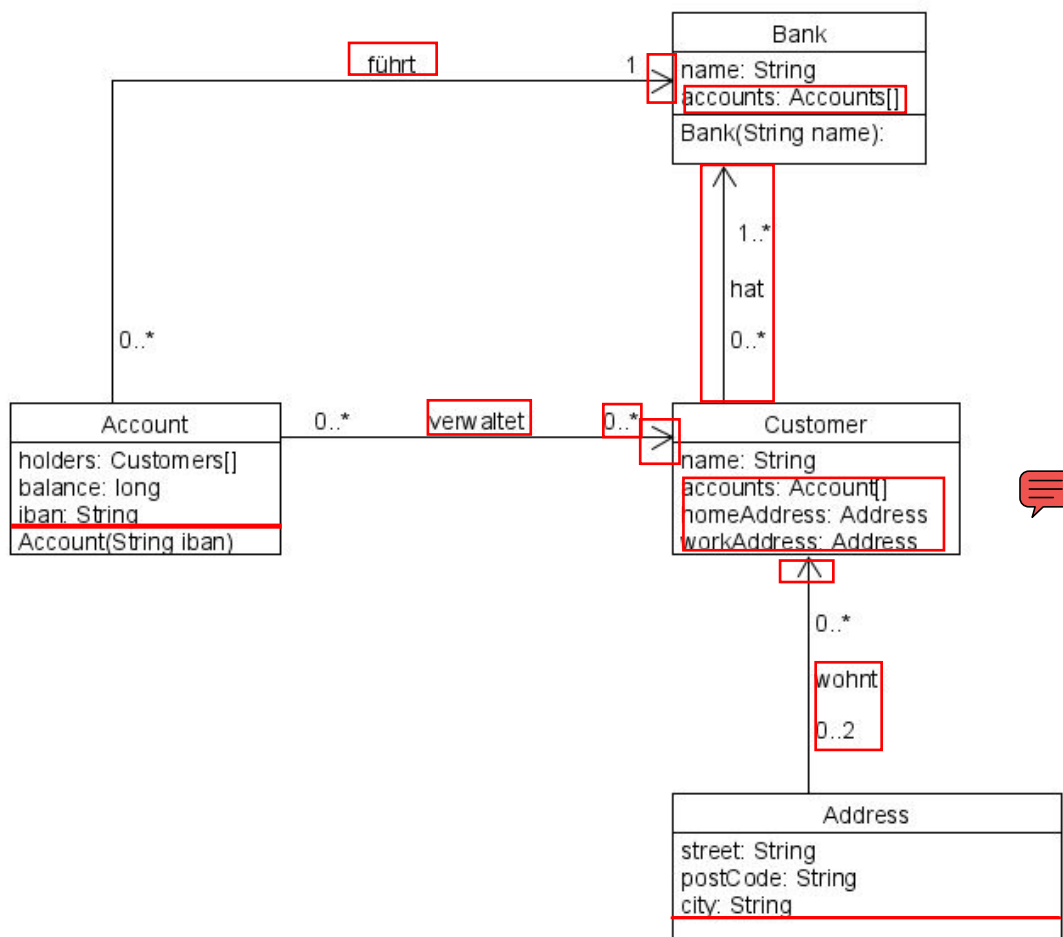 Bank
name: String
accounts: Accounts[]
Bank(String name):
führt
1
0..*
1..*
hat
0..*
Account
holders: Customers[]
balance: long
iban: String
Account(String iban)
0..*
verwaltet
0..*
Customer
name: String
accounts: Account[]
homeAddress: Address
workAddress: Address
0..*
wohnt
0..2
Address
street: String
postCode: String
city: String